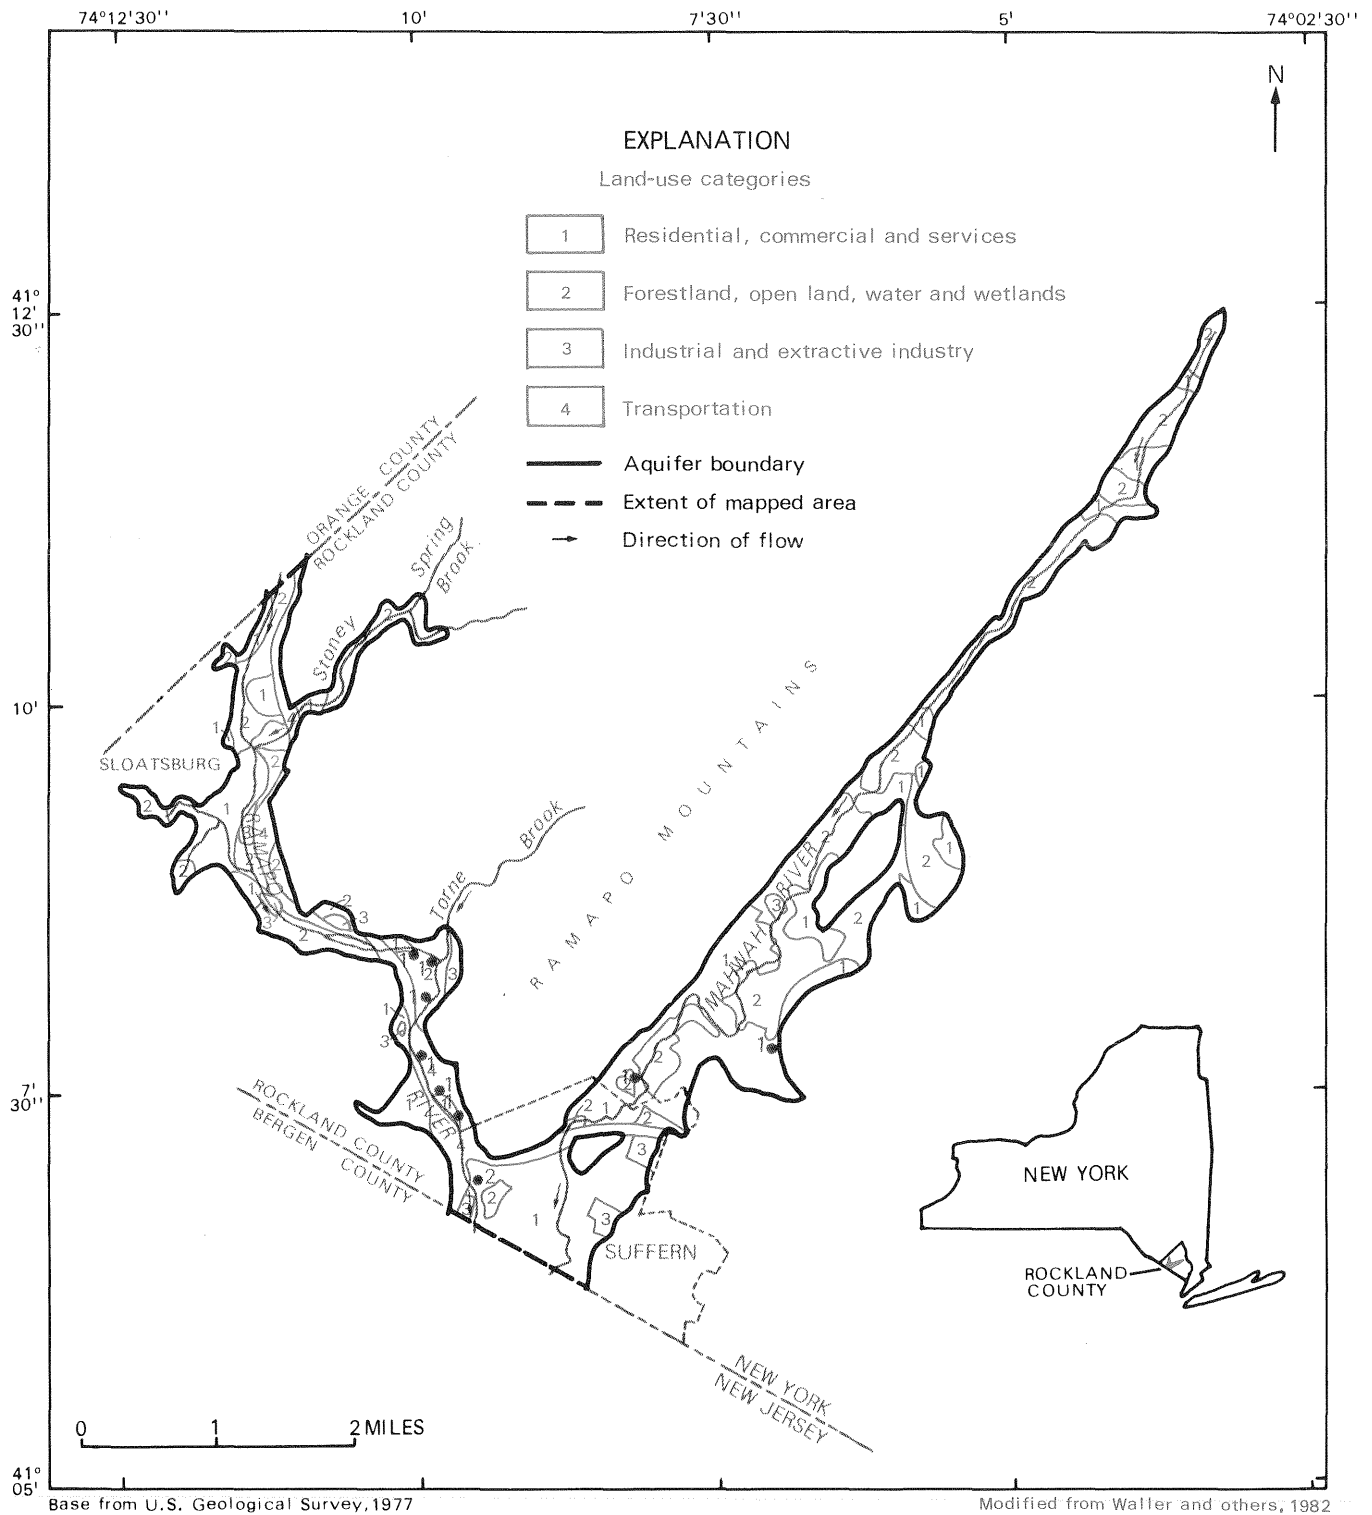 74°12'30''
10'
7'30''
5'
74°02'30''
N
EXPLANATION
Land-use categories
1 Residential, commercial and services
2 Forestland, open land, water and wetlands
3 Industrial and extractive industry
4 Transportation
Aquifer boundary
Extent of mapped area
Direction of flow
41°
12'
30''
ORANGE COUNTY
ROCKLAND COUNTY
Spring
Brook
Stoney
10'
SLOATSBURG
RAMAPO
Torne
Brook
RAMAPO MOUNTAINS
MAHWAH RIVER
7'
30''
RIVER
ROCKLAND COUNTY
BERGEN COUNTY
SUFFERN
NEW YORK
ROCKLAND
COUNTY
NEW YORK
NEW JERSEY
0 1 2 MILES
41°
05'
Base from U.S. Geological Survey, 1977
Modified from Waller and others, 1982